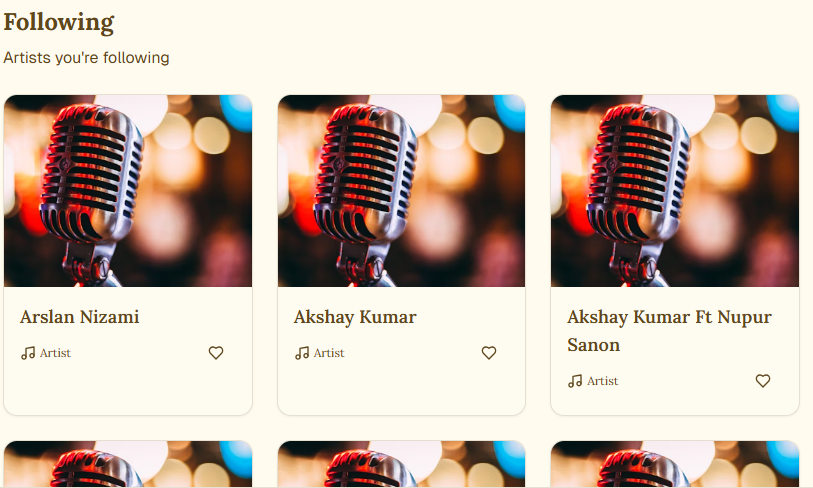 Following
Artists you're following
Arslan Nizami
Artist
Akshay Kumar
Artist
Akshay Kumar Ft Nupur
Sanon
Artist